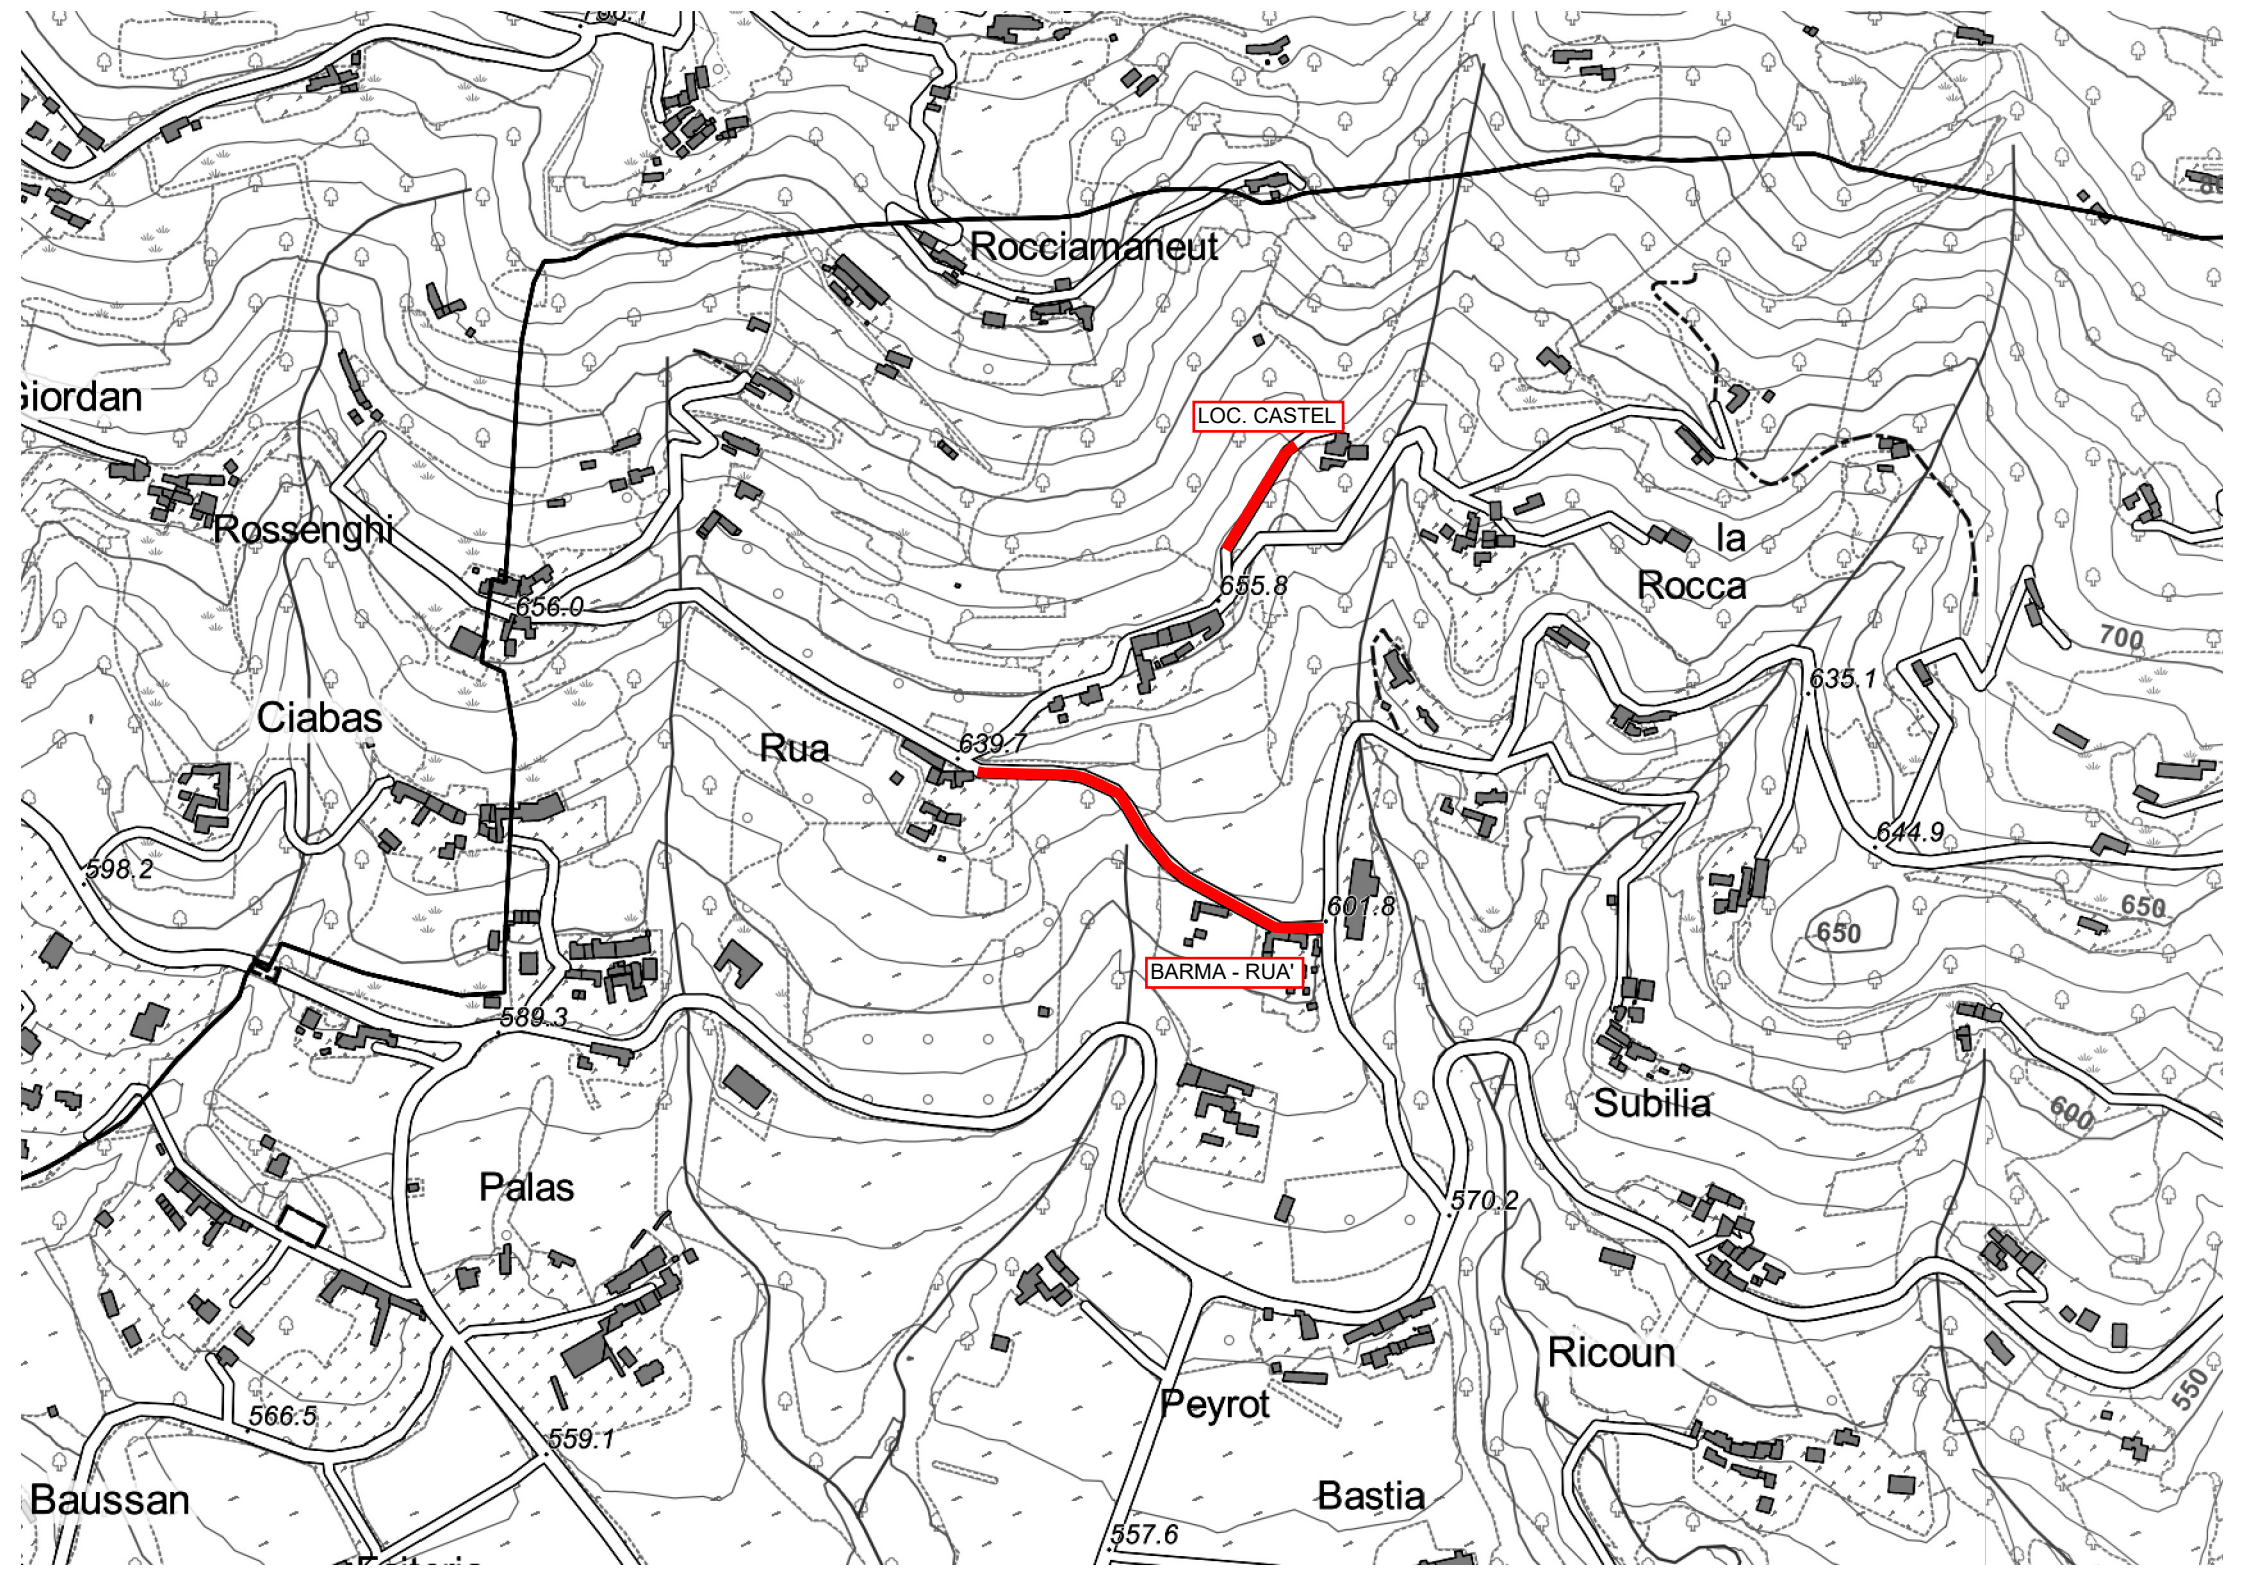 Rocciamaneut
Giordan
LOC. CASTEL
Rossenghi
la
Rocca
655.8
656.0
700
635.1
Ciabas
Rua
639.7
644.9
598.2
601.8
650
650
BARMA - RUA'
589.3
Subilia
600
Palas
570.2
Ricoun
550
Peyrot
566.5
559.1
Baussan
Bastia
557.6